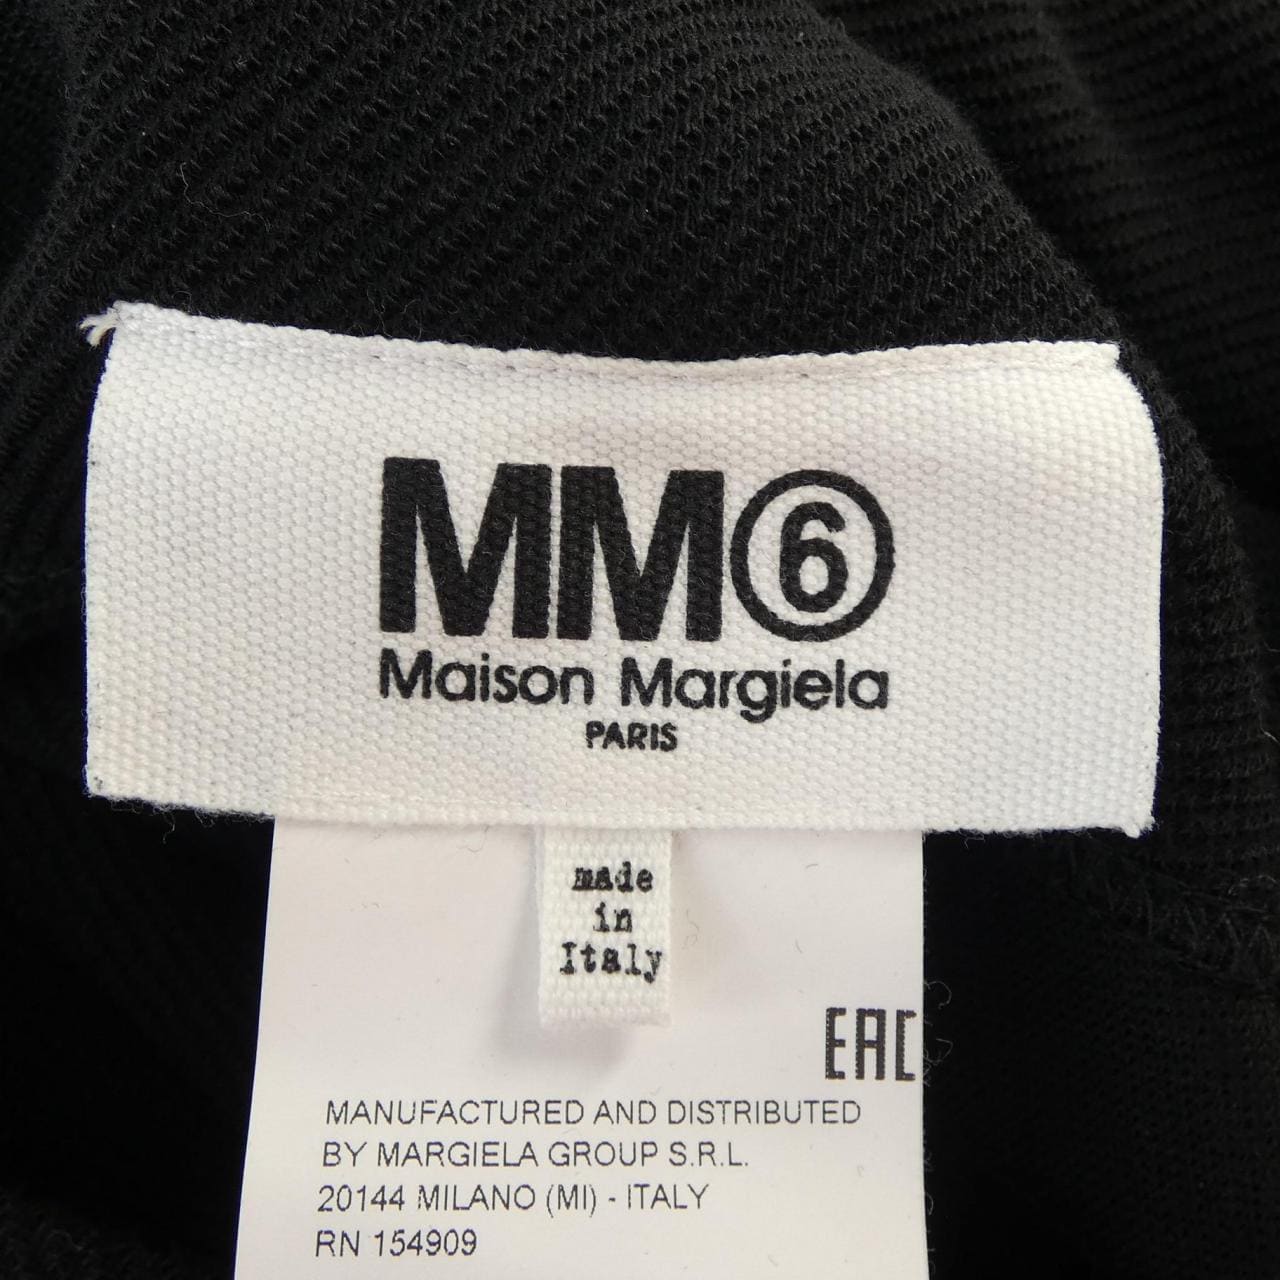 MM⑥
Maison Margiela
PARIS
made
in
Italy
EAC
MANUFACTURED AND DISTRIBUTED
BY MARGIELA GROUP S.R.L.
20144 MILANO (MI) - ITALY
RN 154909